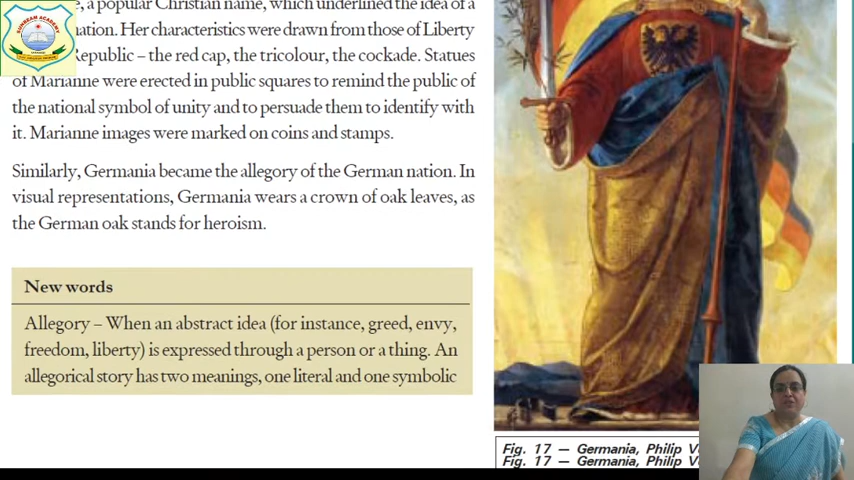 , a popular Christian name, which underlined the idea of a
nation. Her characteristics were drawn from those of Liberty
Republic – the red cap, the tricolour, the cockade. Statues
of Marianne were erected in public squares to remind the public of
the national symbol of unity and to persuade them to identify with
it. Marianne images were marked on coins and stamps.
Similarly, Germania became the allegory of the German nation. In
visual representations, Germania wears a crown of oak leaves, as
the German oak stands for heroism.
New words
Allegory – When an abstract idea (for instance, greed, envy,
freedom, liberty) is expressed through a person or a thing. An
allegorical story has two meanings, one literal and one symbolic
Fig. 17 — Germania, Philip
Fig. 17 — Germania, Philip
SUNBEAM ACADEMY